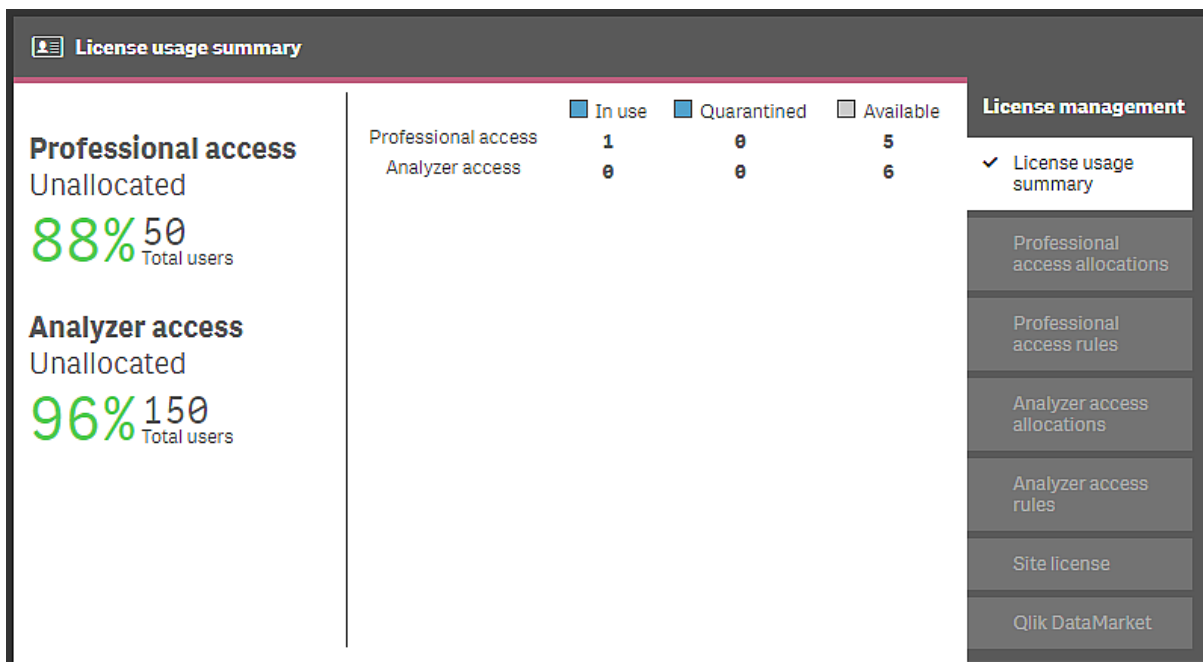 License usage summary
Professional access
Unallocated
88% 50
Total users
Analyzer access
Unallocated
96% 150
Total users
In use Quarantined Available
Professional access 1 0 5
Analyzer access 0 0 6
License management
License usage
summary
Professional
access allocations
Professional
access rules
Analyzer access
allocations
Analyzer access
rules
Site license
Qlik DataMarket